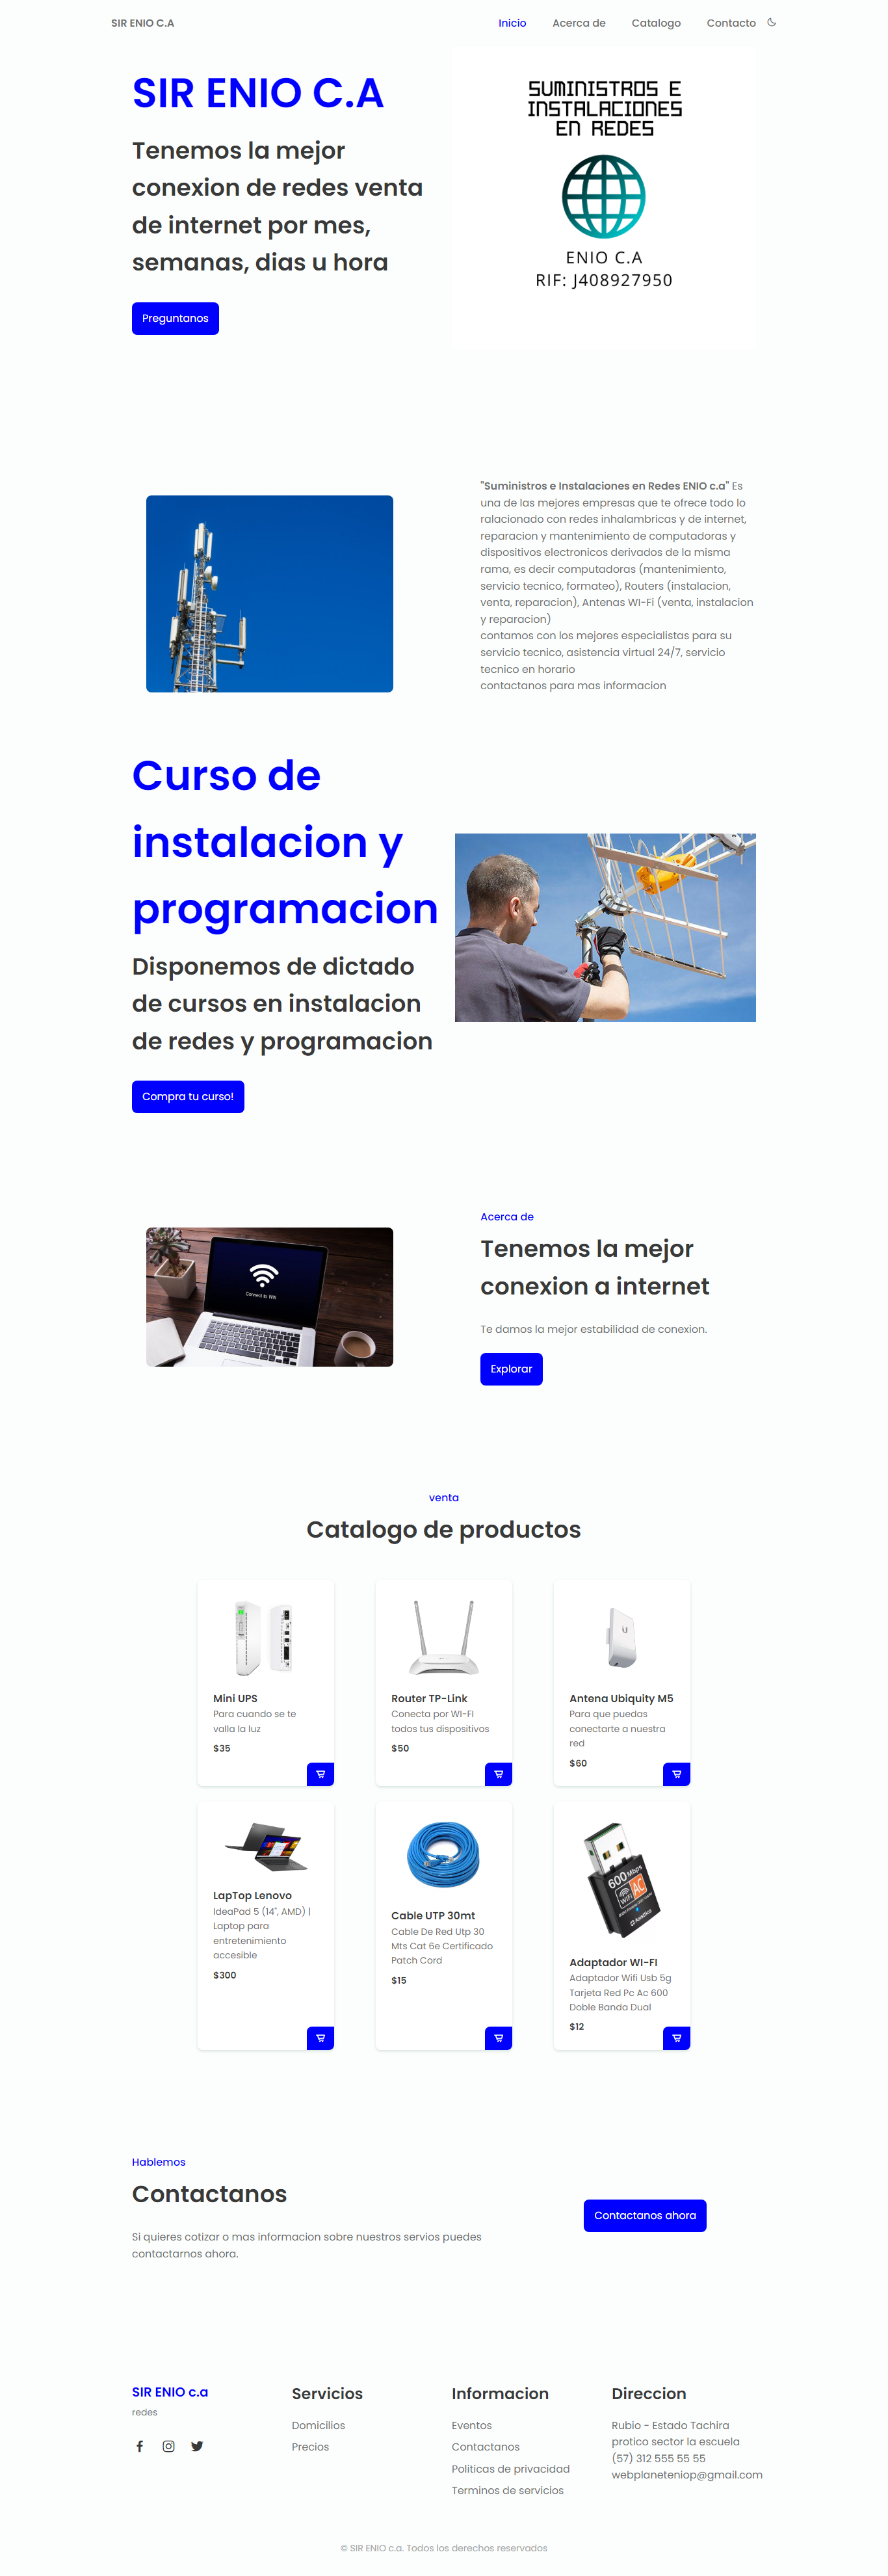 SIR ENIO C.A
Inicio
Acerca de
Catalogo
Contacto
SIR ENIO C.A
Tenemos la mejor
conexion de redes venta
de internet por mes,
semanas, dias u hora
Preguntanos
SUMINISTROS E
INSTALACIONES
EN REDES
ENIO C.A
RIF: J408927950
"Suministros e Instalaciones en Redes ENIO c.a" Es
una de las mejores empresas que te ofrece todo lo
ralacionado con redes inhalambricas y de internet,
reparacion y mantenimiento de computadoras y
dispositivos electronicos derivados de la misma
rama, es decir computadoras (mantenimiento,
servicio tecnico, formateo), Routers (instalacion,
venta, reparacion), Antenas WI-Fi (venta, instalacion
y reparacion)
contamos con los mejores especialistas para su
servicio tecnico, asistencia virtual 24/7, servicio
tecnico en horario
contactanos para mas informacion
Curso de
instalacion y
programacion
Disponemos de dictado
de cursos en instalacion
de redes y programacion
Compra tu curso!
Connect to Wifi
Acerca de
Tenemos la mejor
conexion a internet
Te damos la mejor estabilidad de conexion.
Explorar
venta
Catalogo de productos
Mini UPS
Para cuando se te
valla la luz
$35
Router TP-Link
Conecta por WI-FI
todos tus dispositivos
$50
Antena Ubiquity M5
Para que puedas
conectarte a nuestra
red
$60
LapTop Lenovo
IdeaPad 5 (14", AMD) |
Laptop para
entretenimiento
accesible
$300
Cable UTP 30mt
Cable De Red Utp 30
Mts Cat 6e Certificado
Patch Cord
$15
600Mbps
WiFi AC
Adaptador WI-FI
Adaptador Wifi Usb 5g
Tarjeta Red Pc Ac 600
Doble Banda Dual
$12
Hablemos
Contactanos
Si quieres cotizar o mas informacion sobre nuestros servios puedes
contactarnos ahora.
Contactanos ahora
SIR ENIO c.a
redes
Servicios
Domicilios
Precios
Informacion
Eventos
Contactanos
Politicas de privacidad
Terminos de servicios
Direccion
Rubio - Estado Tachira
protico sector la escuela
(57) 312 555 55 55
webplaneteniop@gmail.com
© SIR ENIO c.a. Todos los derechos reservados